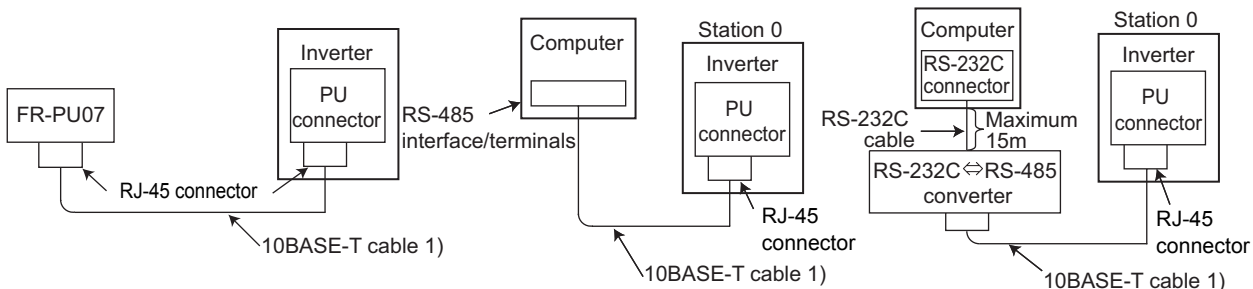 FR-PU07
Inverter
PU
connector
RJ-45 connector
10BASE-T cable 1)
Computer
RS-485
interface/terminals
Station 0
Inverter
PU
connector
RJ-45
connector
10BASE-T cable 1)
Computer
RS-232C
connector
RS-232C
cable
Maximum
15m
RS-232C⇔RS-485
converter
Station 0
Inverter
PU
connector
RJ-45
connector
10BASE-T cable 1)